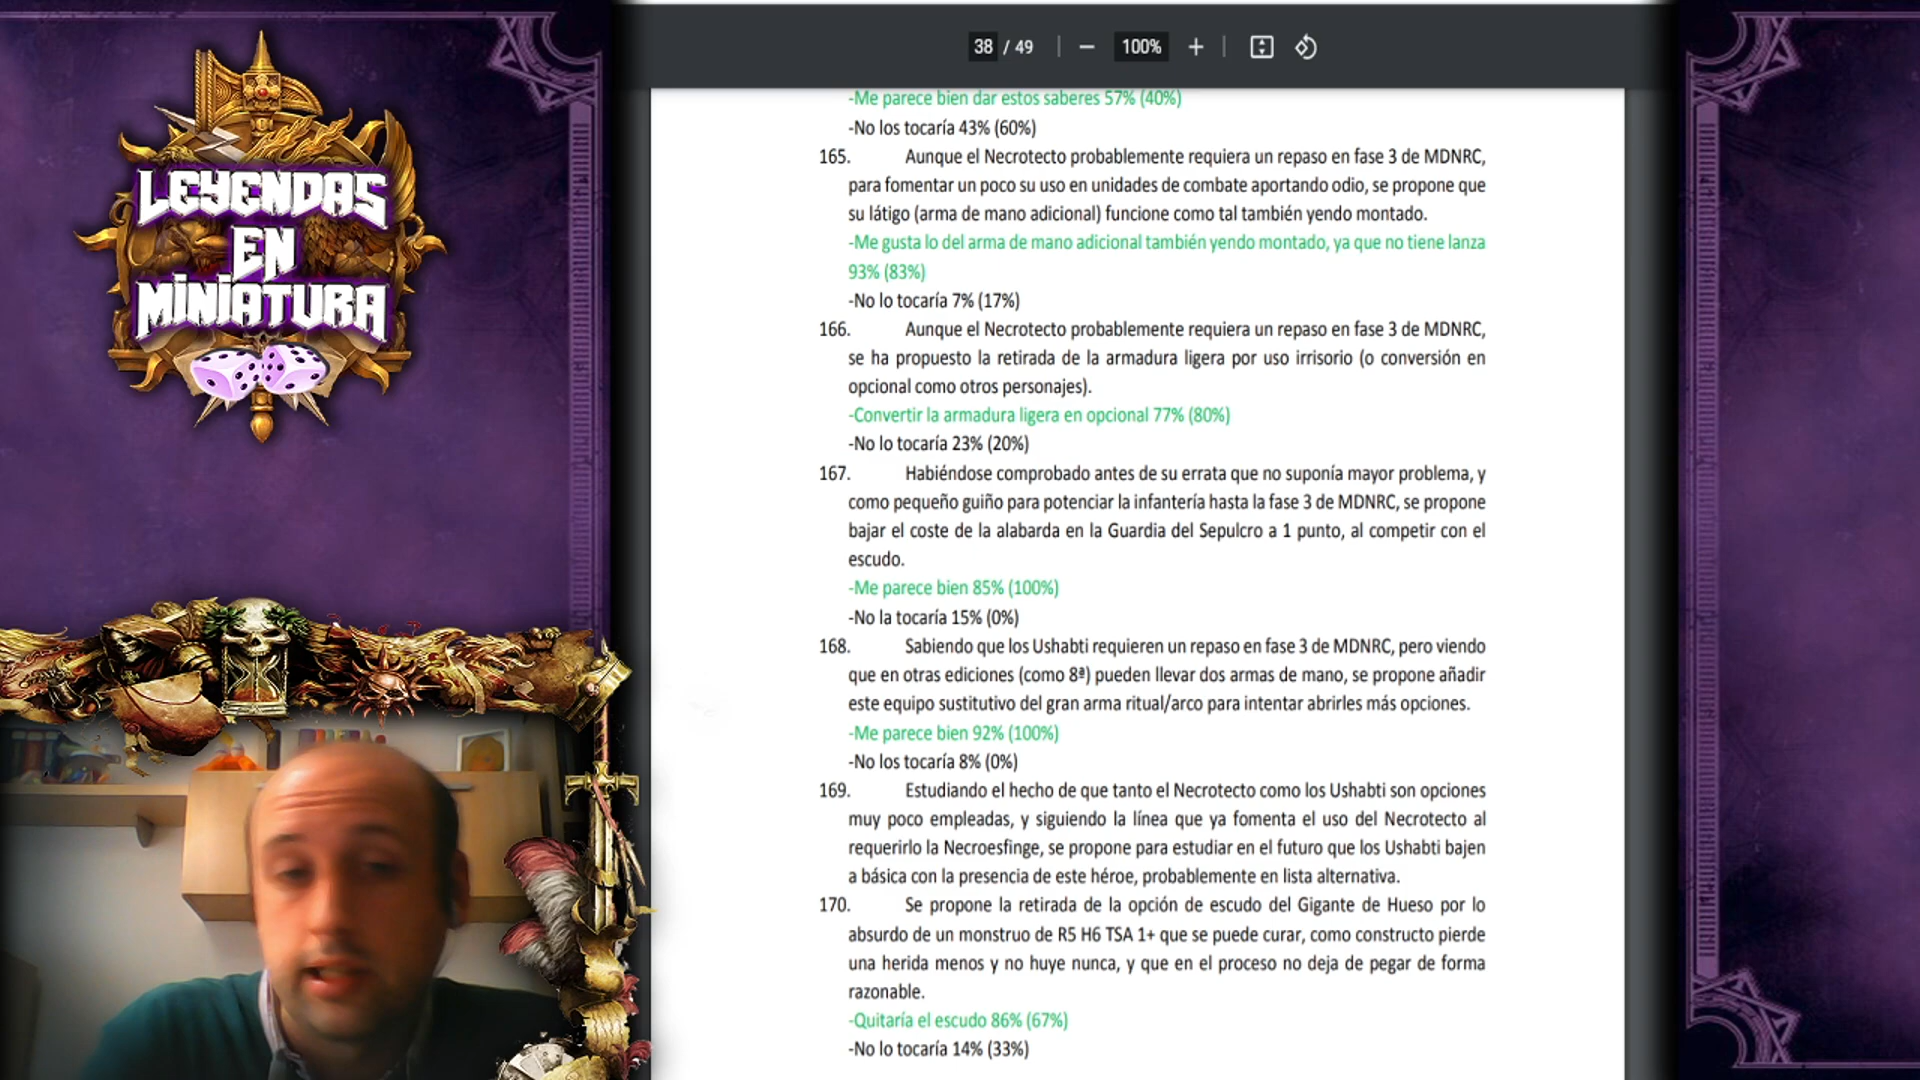 LEYENDAS
EN
MINIATURA
38 / 49
100%
-Me parece bien dar estos saberes 57% (40%)
-No los tocaría 43% (60%)
165. Aunque el Necrotecto probablemente requiera un repaso en fase 3 de MDNRC,
para fomentar un poco su uso en unidades de combate aportando odio, se propone que
su látigo (arma de mano adicional) funcione como tal también yendo montado.
-Me gusta lo del arma de mano adicional también yendo montado, ya que no tiene lanza
93% (83%)
-No lo tocaría 7% (17%)
166. Aunque el Necrotecto probablemente requiera un repaso en fase 3 de MDNRC,
se ha propuesto la retirada de la armadura ligera por uso irrisorio (o conversión en
opcional como otros personajes).
-Convertir la armadura ligera en opcional 77% (80%)
-No lo tocaría 23% (20%)
167. Habiéndose comprobado antes de su errata que no suponía mayor problema, y
como pequeño guiño para potenciar la infantería hasta la fase 3 de MDNRC, se propone
bajar el coste de la alabarda en la Guardia del Sepulcro a 1 punto, al competir con el
escudo.
-Me parece bien 85% (100%)
-No la tocaría 15% (0%)
168. Sabiendo que los Ushabti requieren un repaso en fase 3 de MDNRC, pero viendo
que en otras ediciones (como 8ª) pueden llevar dos armas de mano, se propone añadir
este equipo sustitutivo del gran arma ritual/arco para intentar abrirles más opciones.
-Me parece bien 92% (100%)
-No los tocaría 8% (0%)
169. Estudiando el hecho de que tanto el Necrotecto como los Ushabti son opciones
muy poco empleadas, y siguiendo la línea que ya fomenta el uso del Necrotecto al
requerirlo la Necroesfinge, se propone para estudiar en el futuro que los Ushabti bajen
a básica con la presencia de este héroe, probablemente en lista alternativa.
170. Se propone la retirada de la opción de escudo del Gigante de Hueso por lo
absurdo de un monstruo de R5 H6 TSA 1+ que se puede curar, como constructo pierde
una herida menos y no huye nunca, y que en el proceso no deja de pegar de forma
razonable.
-Quitaría el escudo 86% (67%)
-No lo tocaría 14% (33%)